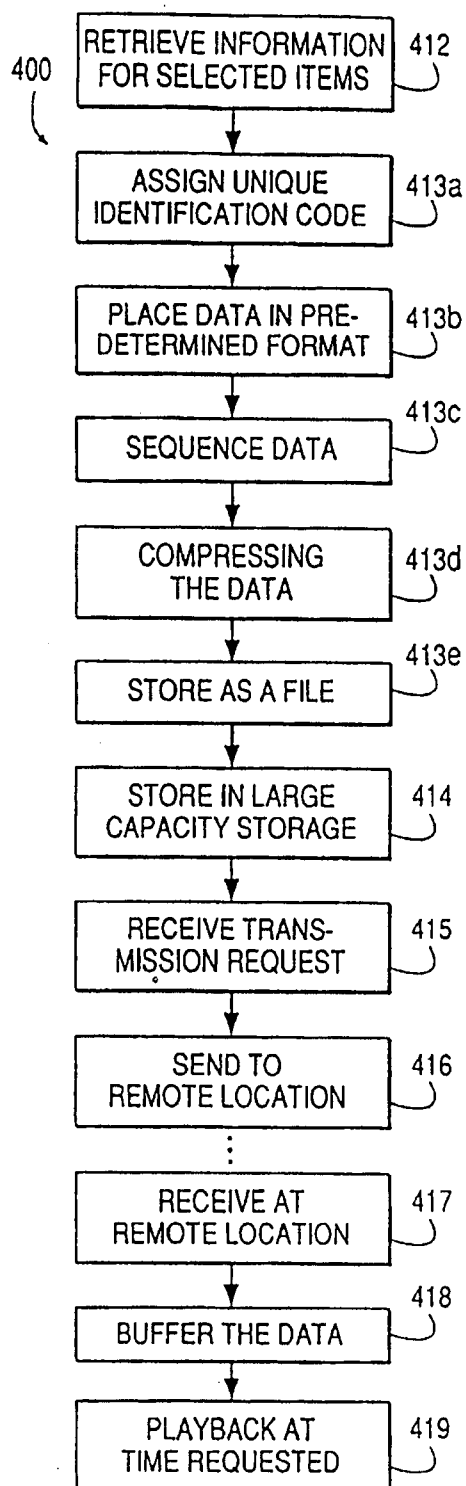 RETRIEVE INFORMATION
FOR SELECTED ITEMS
412
400
ASSIGN UNIQUE
IDENTIFICATION CODE
413a
PLACE DATA IN PRE-
DETERMINED FORMAT
413b
SEQUENCE DATA
413c
COMPRESSING
THE DATA
413d
STORE AS A FILE
413e
STORE IN LARGE
CAPACITY STORAGE
414
RECEIVE TRANS-
MISSION REQUEST
415
SEND TO
REMOTE LOCATION
416
RECEIVE AT
REMOTE LOCATION
417
BUFFER THE DATA
418
PLAYBACK AT
TIME REQUESTED
419